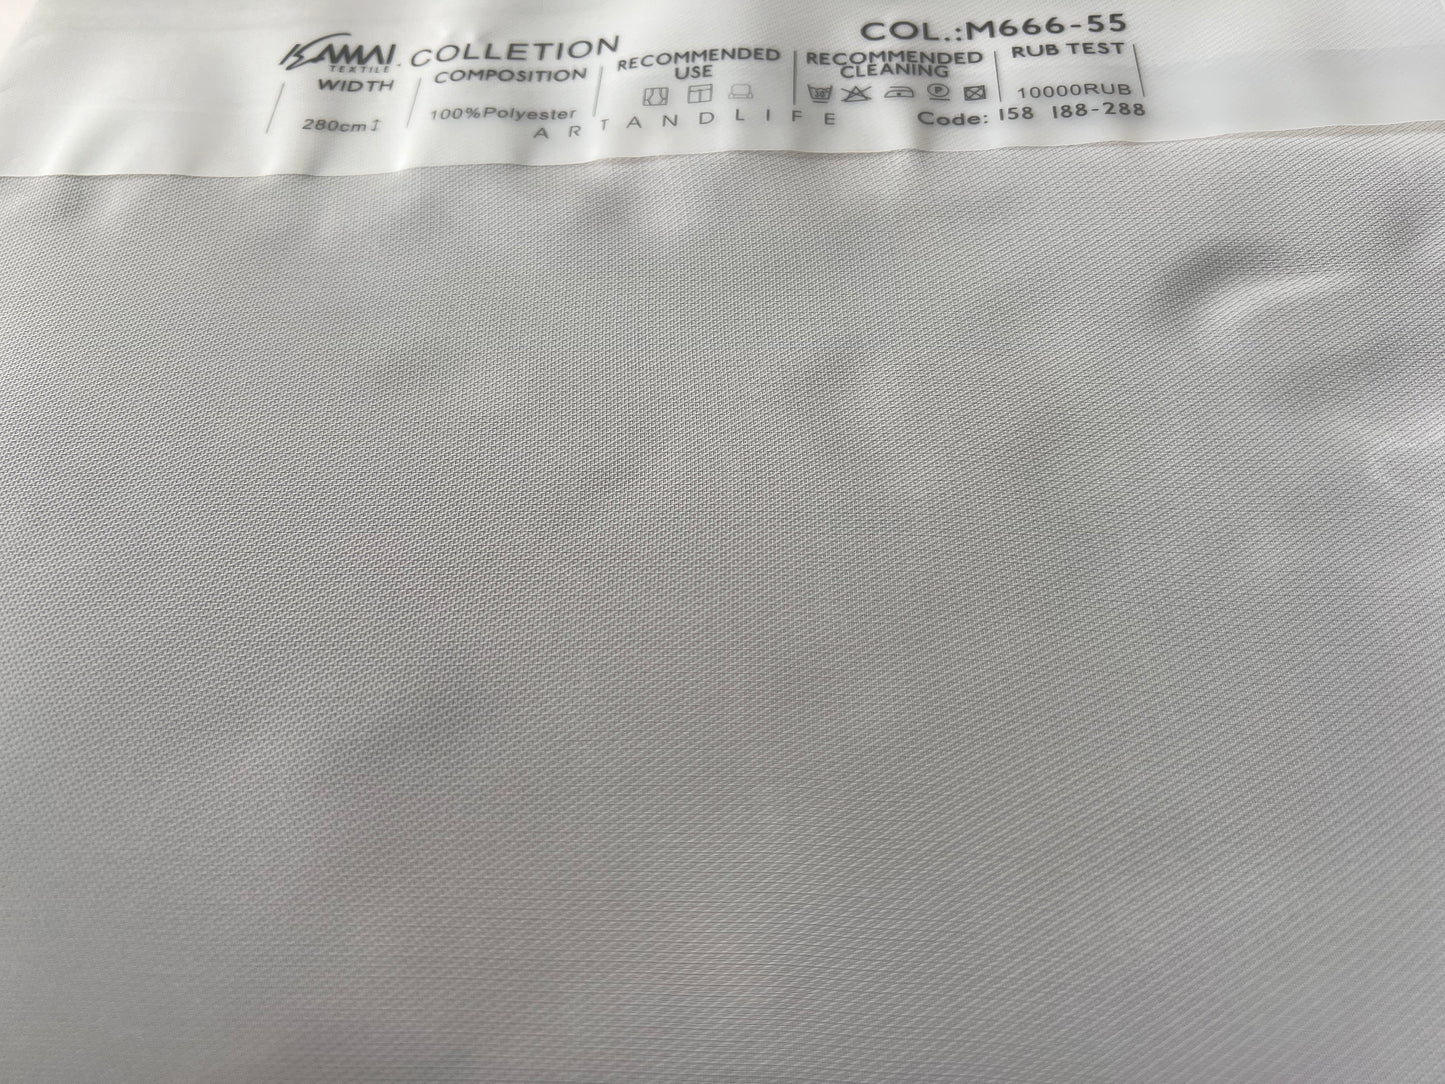 KAMAI. COLLETION
TEXTILE
COL.:M666-55
WIDTH
280cm↕
COMPOSITION
100%Polyester
RECOMMENDED
USE
RECOMMENDED
CLEANING
30
P
RUB TEST
10000RUB
ARTANDLIFE
Code: 158 188-288